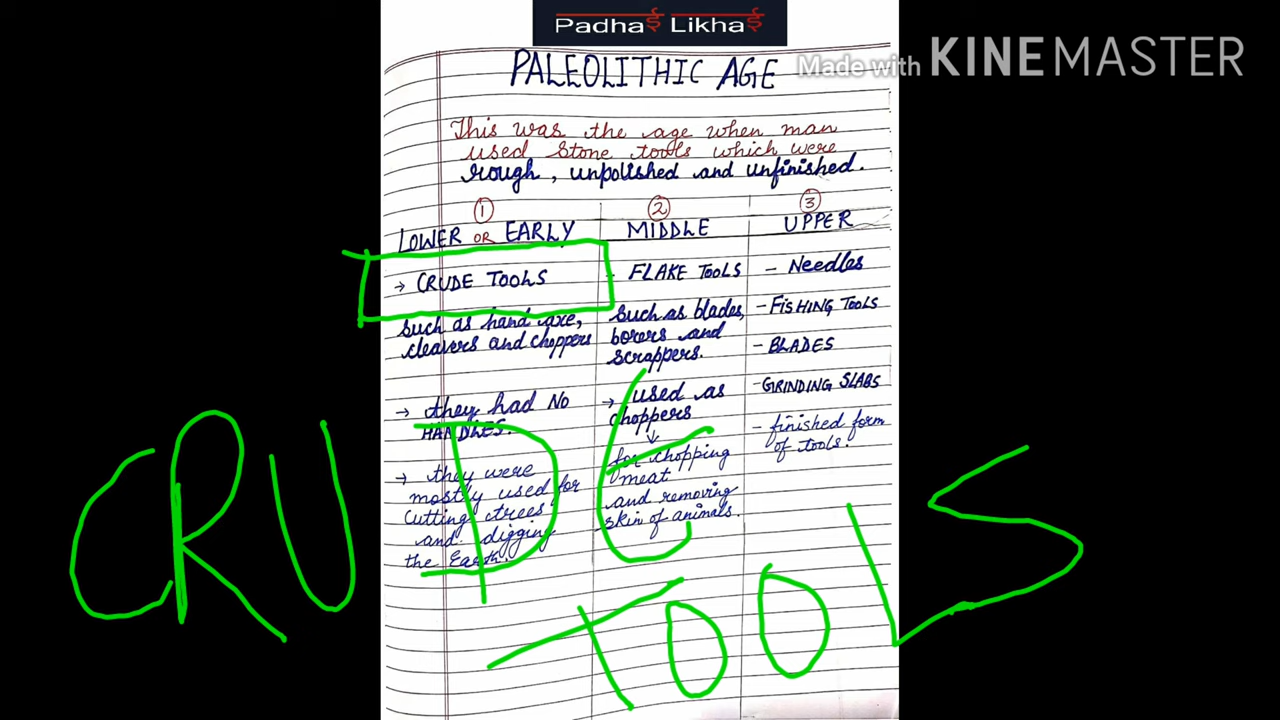 Padhaई Likhaई
Made with KINEMASTER
PALEOLITHIC AGE
This was the age when man
used stone tools which were
rough, unpolished and unfinished.
① 
LOWER OR EARLY
→ CRUDE TOOLS
such as hand axe,
cleavers and choppers
→ they had NO
HANDLES.
→ they were
mostly used for
cutting trees
and digging
the Earth.
②
MIDDLE
- FLAKE TOOLS
such as blades,
borers and
scrappers.
→ used as
choppers
↓
for chopping
meat
and removing
skin of animals.
③
UPPER
- Needles
- FISHING TOOLS
- BLADES
- GRINDING SLABS
- finished form
of tools.
CRUDE
TOOLS